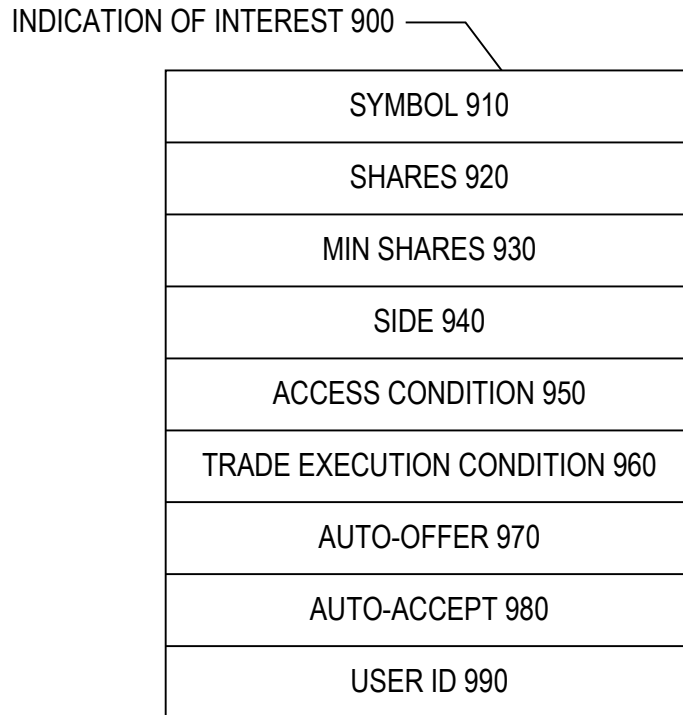 INDICATION OF INTEREST 900
SYMBOL 910
SHARES 920
MIN SHARES 930
SIDE 940
ACCESS CONDITION 950
TRADE EXECUTION CONDITION 960
AUTO-OFFER 970
AUTO-ACCEPT 980
USER ID 990